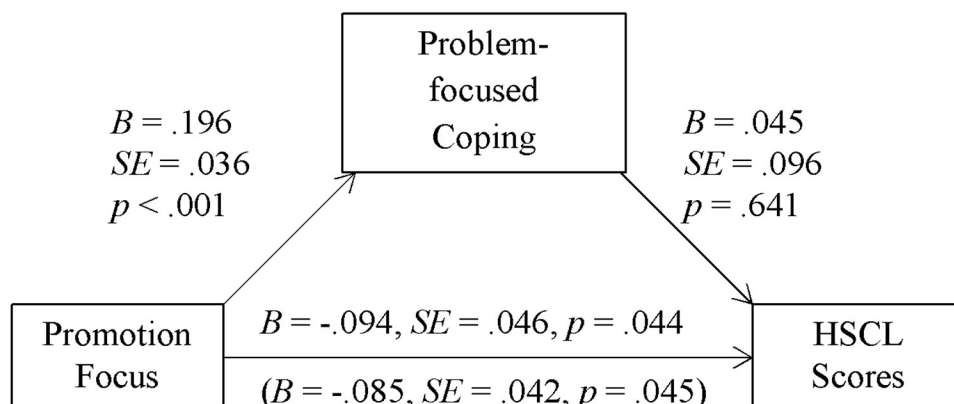 Problem-
focused
Coping
B = .196
SE = .036
p < .001
B = .045
SE = .096
p = .641
Promotion
Focus
B = -.094, SE = .046, p = .044
(B = -.085, SE = .042, p = .045)
HSCL
Scores